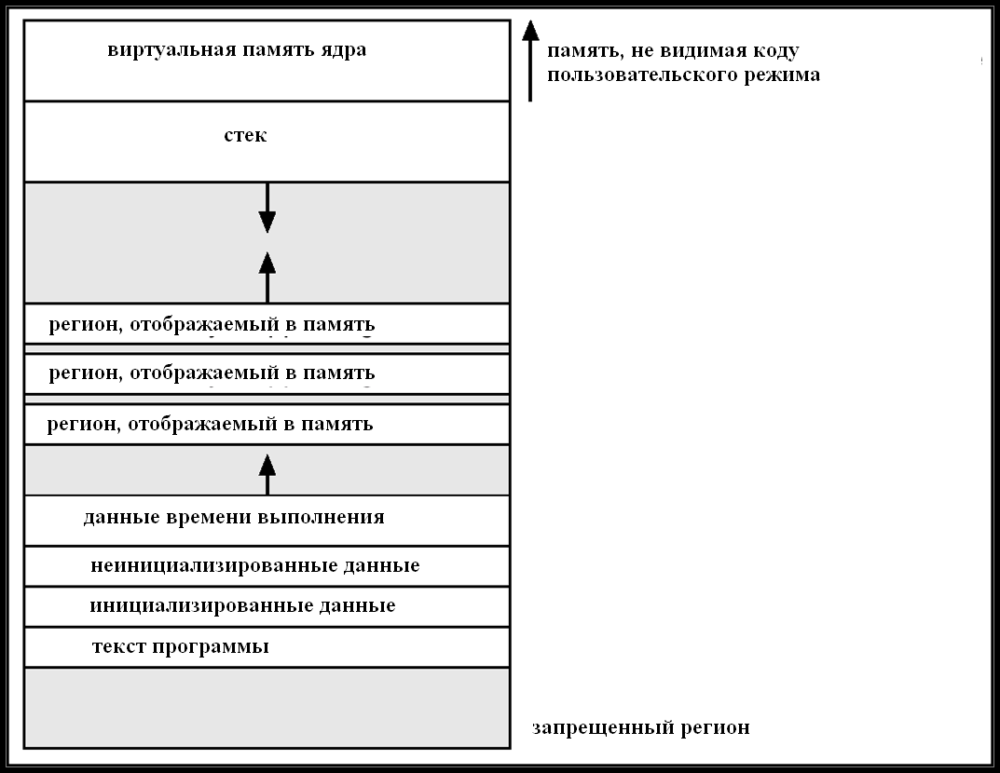 виртуальная память ядра
память, не видимая коду
пользовательского режима
стек
регион, отображаемый в память
регион, отображаемый в память
регион, отображаемый в память
данные времени выполнения
неинициализированные данные
инициализированные данные
текст программы
запрещенный регион